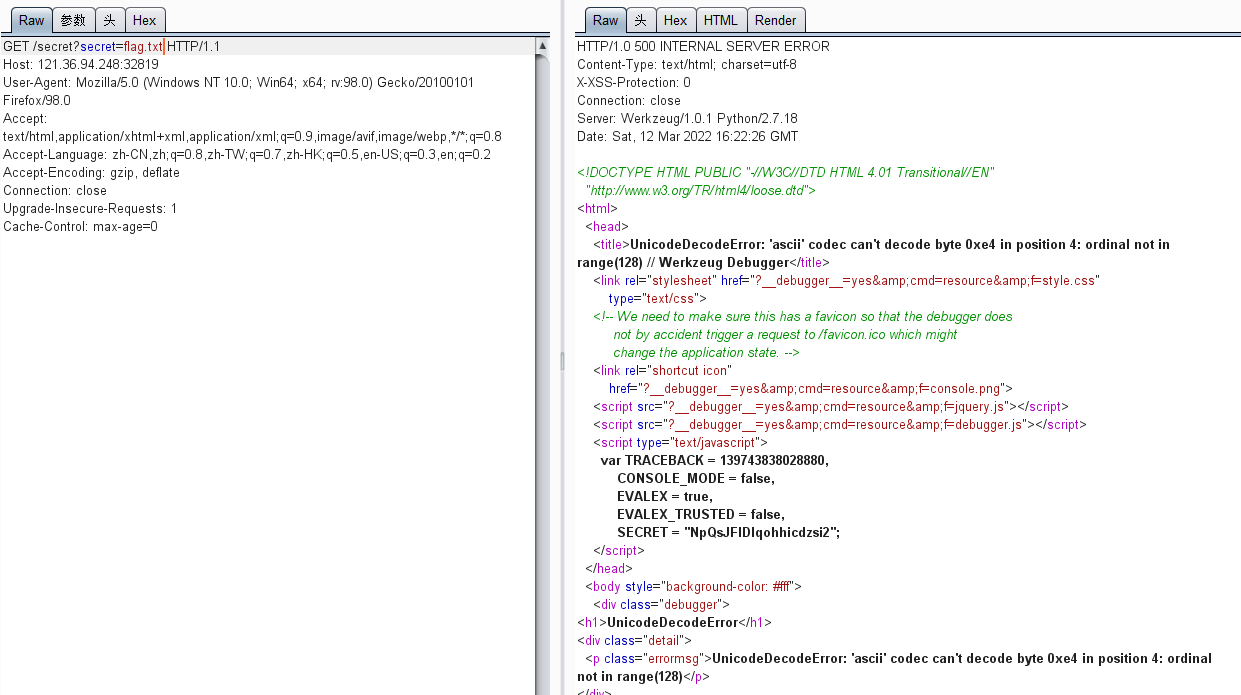 Raw 参数 头 Hex
GET /secret?secret=flag.txt HTTP/1.1
Host: 121.36.94.248:32819
User-Agent: Mozilla/5.0 (Windows NT 10.0; Win64; x64; rv:98.0) Gecko/20100101
Firefox/98.0
Accept:
text/html,application/xhtml+xml,application/xml;q=0.9,image/avif,image/webp,*/*;q=0.8
Accept-Language: zh-CN,zh;q=0.8,zh-TW;q=0.7,zh-HK;q=0.5,en-US;q=0.3,en;q=0.2
Accept-Encoding: gzip, deflate
Connection: close
Upgrade-Insecure-Requests: 1
Cache-Control: max-age=0
Raw 头 Hex HTML Render
HTTP/1.0 500 INTERNAL SERVER ERROR
Content-Type: text/html; charset=utf-8
X-XSS-Protection: 0
Connection: close
Server: Werkzeug/1.0.1 Python/2.7.18
Date: Sat, 12 Mar 2022 16:22:26 GMT
<!DOCTYPE HTML PUBLIC "-//W3C//DTD HTML 4.01 Transitional//EN"
"http://www.w3.org/TR/html4/loose.dtd">
<html>
<head>
<title>UnicodeDecodeError: 'ascii' codec can't decode byte 0xe4 in position 4: ordinal not in
range(128) // Werkzeug Debugger</title>
<link rel="stylesheet" href="?__debugger__=yes&amp;cmd=resource&amp;f=style.css"
type="text/css">
<!-- We need to make sure this has a favicon so that the debugger does
not by accident trigger a request to /favicon.ico which might
change the application state. -->
<link rel="shortcut icon"
href="?__debugger__=yes&amp;cmd=resource&amp;f=console.png">
<script src="?__debugger__=yes&amp;cmd=resource&amp;f=jquery.js"></script>
<script src="?__debugger__=yes&amp;cmd=resource&amp;f=debugger.js"></script>
<script type="text/javascript">
var TRACEBACK = 139743838028880,
CONSOLE_MODE = false,
EVALEX = true,
EVALEX_TRUSTED = false,
SECRET = "NpQsJFIDIqohhicdzsi2";
</script>
</head>
<body style="background-color: #fff">
<div class="debugger">
<h1>UnicodeDecodeError</h1>
<div class="detail">
<p class="errormsg">UnicodeDecodeError: 'ascii' codec can't decode byte 0xe4 in position 4: ordinal
not in range(128)</p>
</div>